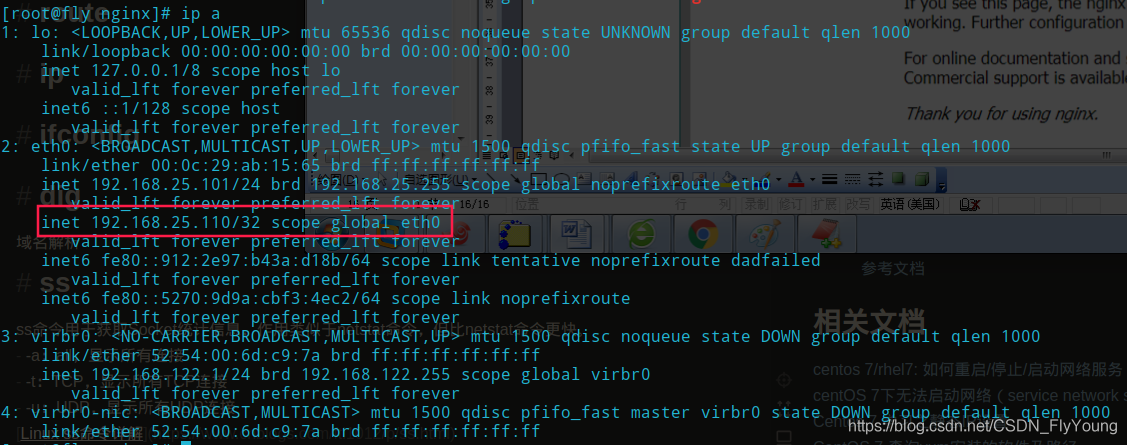 [root@fly nginx]# ip a
1: lo: <LOOPBACK,UP,LOWER_UP> mtu 65536 qdisc noqueue state UNKNOWN group default qlen 1000
link/loopback 00:00:00:00:00:00 brd 00:00:00:00:00:00
inet 127.0.0.1/8 scope host lo
valid_lft forever preferred_lft forever
inet6 ::1/128 scope host
valid_lft forever preferred_lft forever
2: eth0: <BROADCAST,MULTICAST,UP,LOWER_UP> mtu 1500 qdisc pfifo_fast state UP group default qlen 1000
link/ether 00:0c:29:ab:15:65 brd ff:ff:ff:ff:ff:ff
inet 192.168.25.101/24 brd 192.168.25.255 scope global noprefixroute eth0
valid_lft forever preferred_lft forever
inet 192.168.25.110/32 scope global eth0
valid_lft forever preferred_lft forever
inet6 fe80::912:2e97:b43a:d18b/64 scope link tentative noprefixroute dadfailed
valid_lft forever preferred_lft forever
inet6 fe80::5270:9d9a:cbf3:4ec2/64 scope link noprefixroute
valid_lft forever preferred_lft forever
3: virbr0: <NO-CARRIER,BROADCAST,MULTICAST,UP> mtu 1500 qdisc noqueue state DOWN group default qlen 1000
link/ether 52:54:00:6d:c9:7a brd ff:ff:ff:ff:ff:ff
inet 192.168.122.1/24 brd 192.168.122.255 scope global virbr0
valid_lft forever preferred_lft forever
4: virbr0-nic: <BROADCAST,MULTICAST> mtu 1500 qdisc pfifo_fast master virbr0 state DOWN group default qlen 1000
link/ether 52:54:00:6d:c9:7a brd ff:ff:ff:ff:ff:ff
# route
# ip
# ifconfig
# dig
域名解析
# ss
If you see this page, the nginx
working. Further configuration
For online documentation and
Commercial support is available
Thank you for using nginx.
位置
行
列
录制 修订 扩展 改写 英语(美国)
参考文档
相关文档
centos 7/rhel7: 如何重启/停止/启动网络服务
centOS 7下无法启动网络（service network s
https://blog.csdn.net/CSDN_FlyYoung